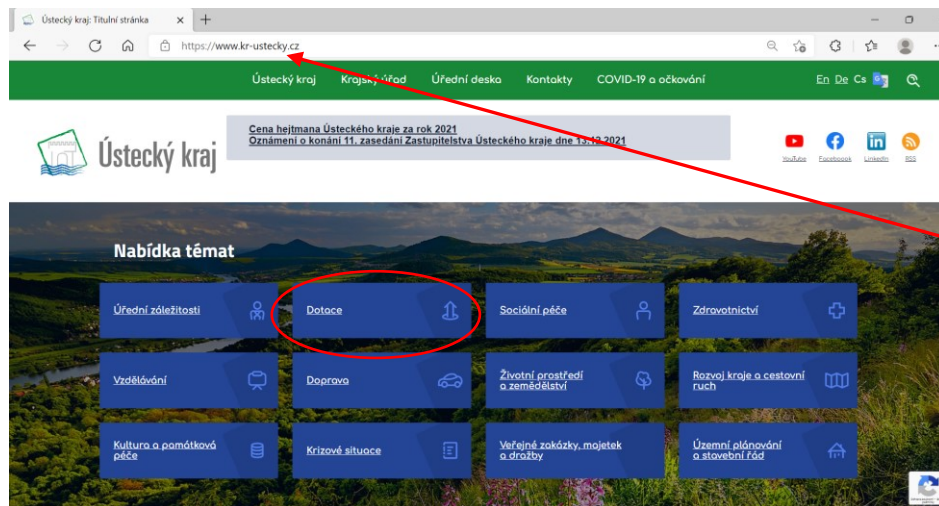 Ústecký kraj: Titulní stránka
https://www.kr-ustecky.cz
Ústecký kraj Krajský úřad Úřední deska Kontakty COVID-19 a očkování En De Cs
Ústecký kraj
Cena hejtmana Ústeckého kraje za rok 2021
Oznámení o konání 11. zasedání Zastupitelstva Ústeckého kraje dne 13.12.2021
YouTube Facebook LinkedIn RSS
Nabídka témat
Úřední záležitosti
Dotace
Sociální péče
Zdravotnictví
Vzdělávání
Doprava
Životní prostředí
a zemědělství
Rozvoj kraje a cestovní
ruch
Kultura a památková
péče
Krizové situace
Veřejné zakázky, majetek
a dražby
Územní plánování
a stavební řád